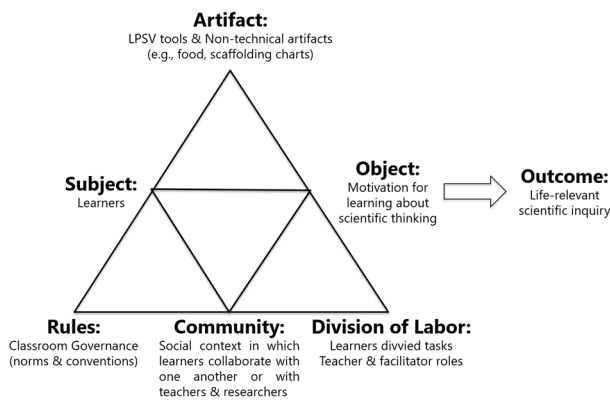 Artifact:
LPSV tools & Non-technical artifacts
(e.g., food, scaffolding charts)
Subject:
Learners
Object:
Motivation for
learning about
scientific thinking
Outcome:
Life-relevant
scientific inquiry
Rules:
Classroom Governance
(norms & conventions)
Community:
Social context in which
learners collaborate with
one another or with
teachers & researchers
Division of Labor:
Learners divvied tasks
Teacher & facilitator roles